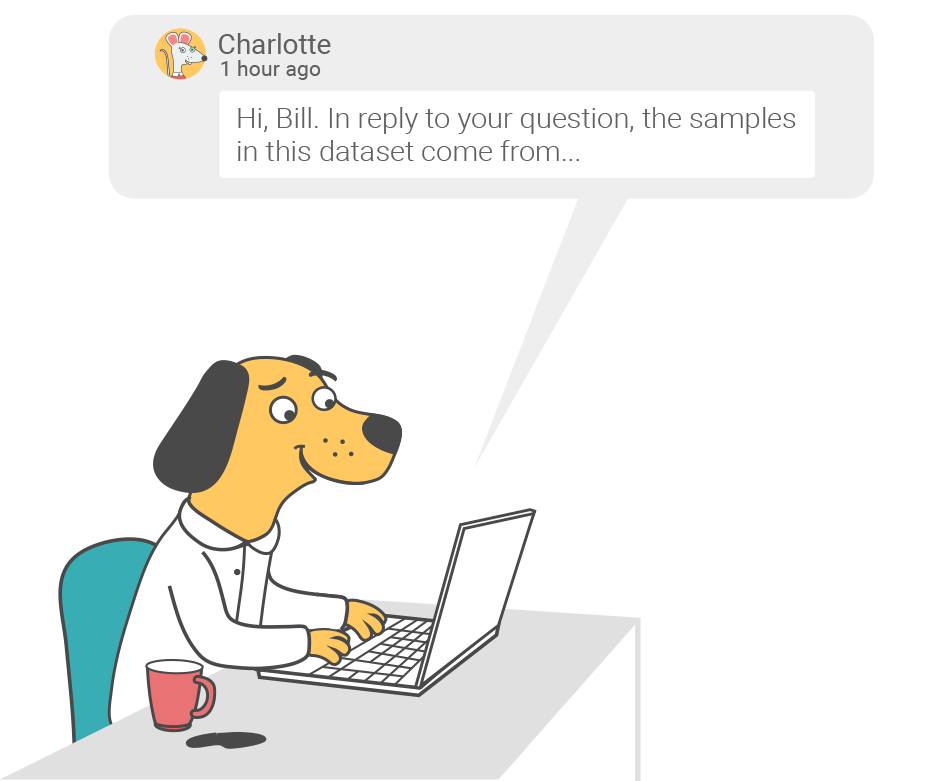 Charlotte
1 hour ago
Hi, Bill. In reply to your question, the samples
in this dataset come from...